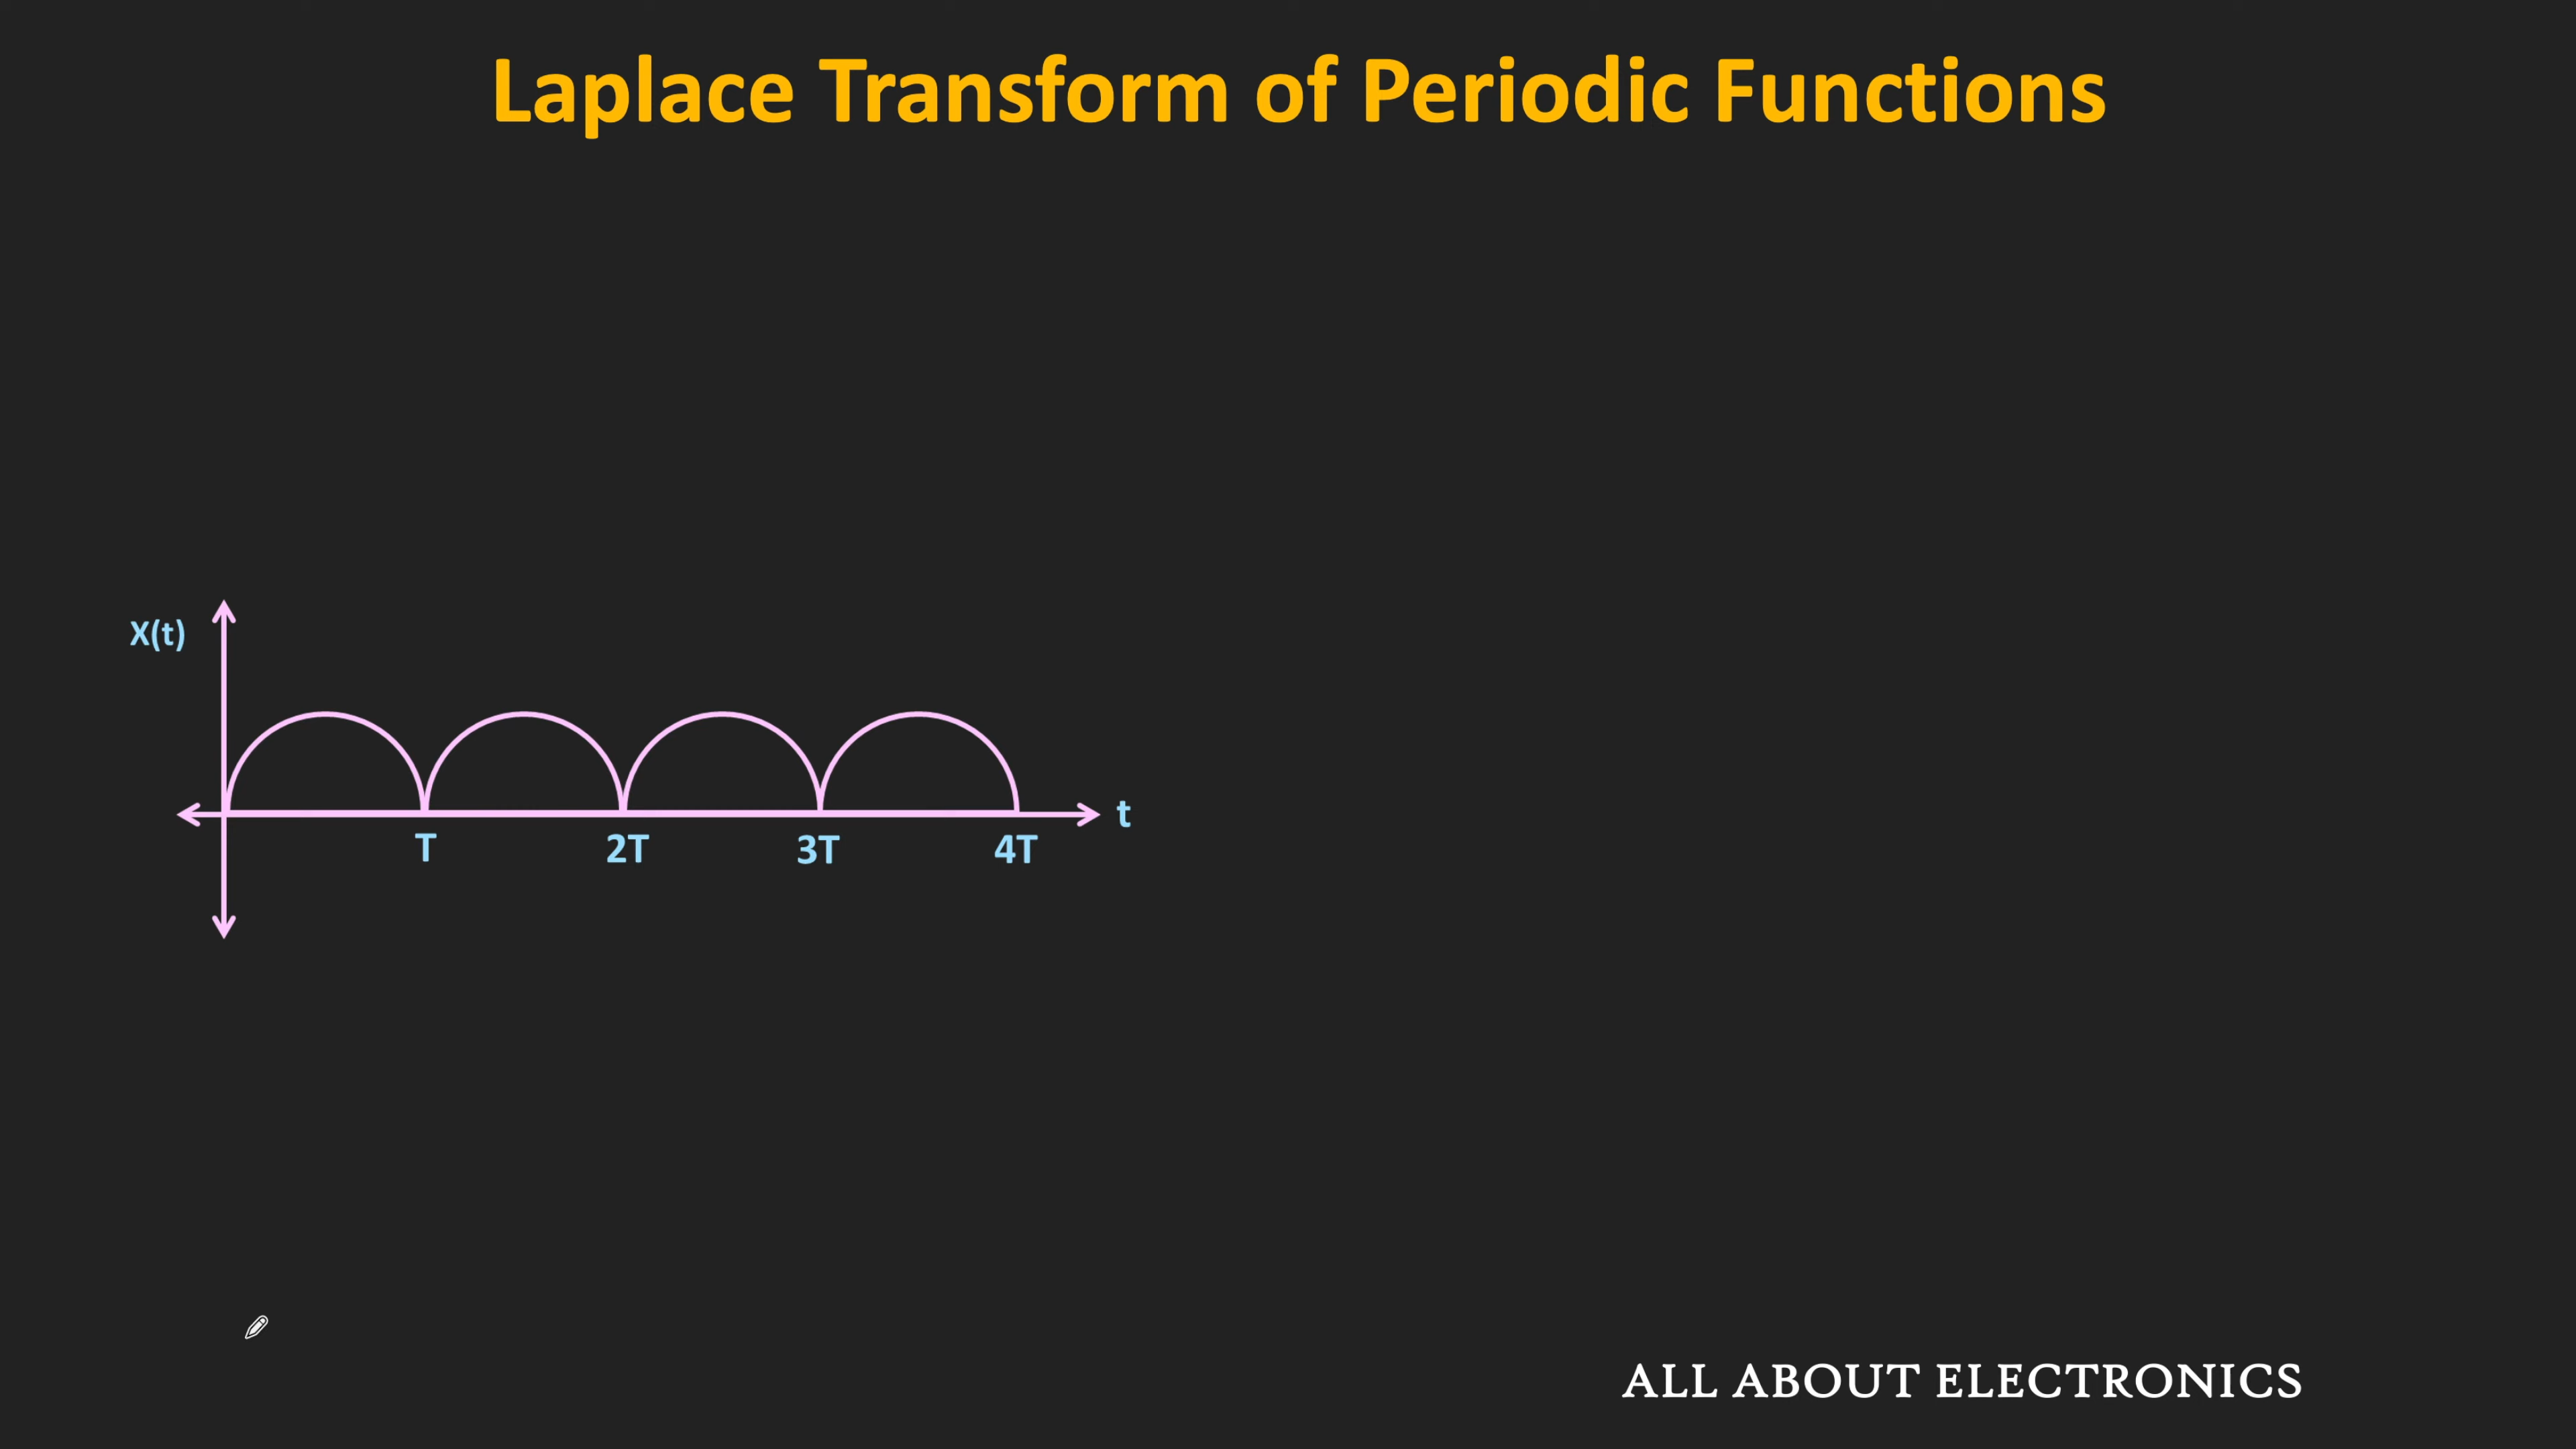 Laplace Transform of Periodic Functions
X(t)
t
T 2T 3T 4T
ALL ABOUT ELECTRONICS